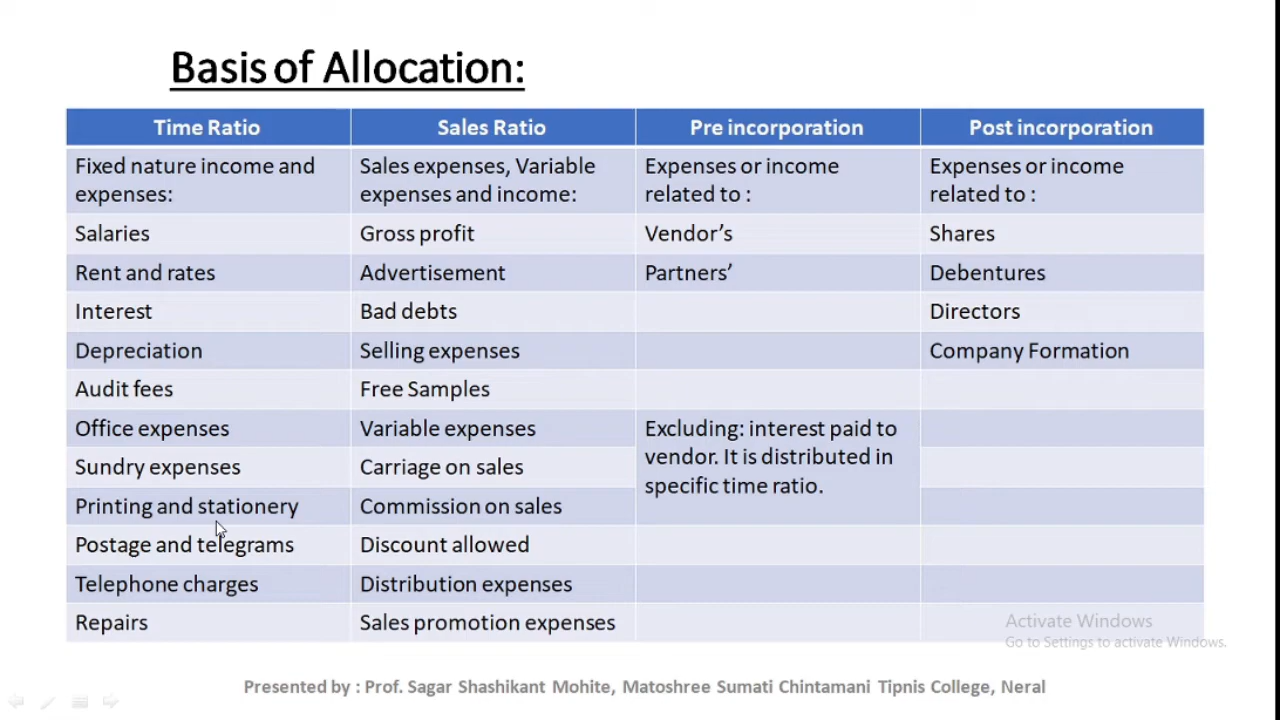 Basis of Allocation:
Time Ratio Sales Ratio Pre incorporation Post incorporation
Fixed nature income and Sales expenses, Variable Expenses or income Expenses or income
expenses: expenses and income: related to : related to :
Salaries Gross profit Vendor's Shares
Rent and rates Advertisement Partners' Debentures
Interest Bad debts Directors
Depreciation Selling expenses Company Formation
Audit fees Free Samples
Office expenses Variable expenses Excluding: interest paid to
Sundry expenses Carriage on sales vendor. It is distributed in
Printing and stationery Commission on sales specific time ratio.
Postage and telegrams Discount allowed
Telephone charges Distribution expenses
Repairs Sales promotion expenses
Activate Windows
Go to Settings to activate Windows.
Presented by : Prof. Sagar Shashikant Mohite, Matoshree Sumati Chintamani Tipnis College, Neral